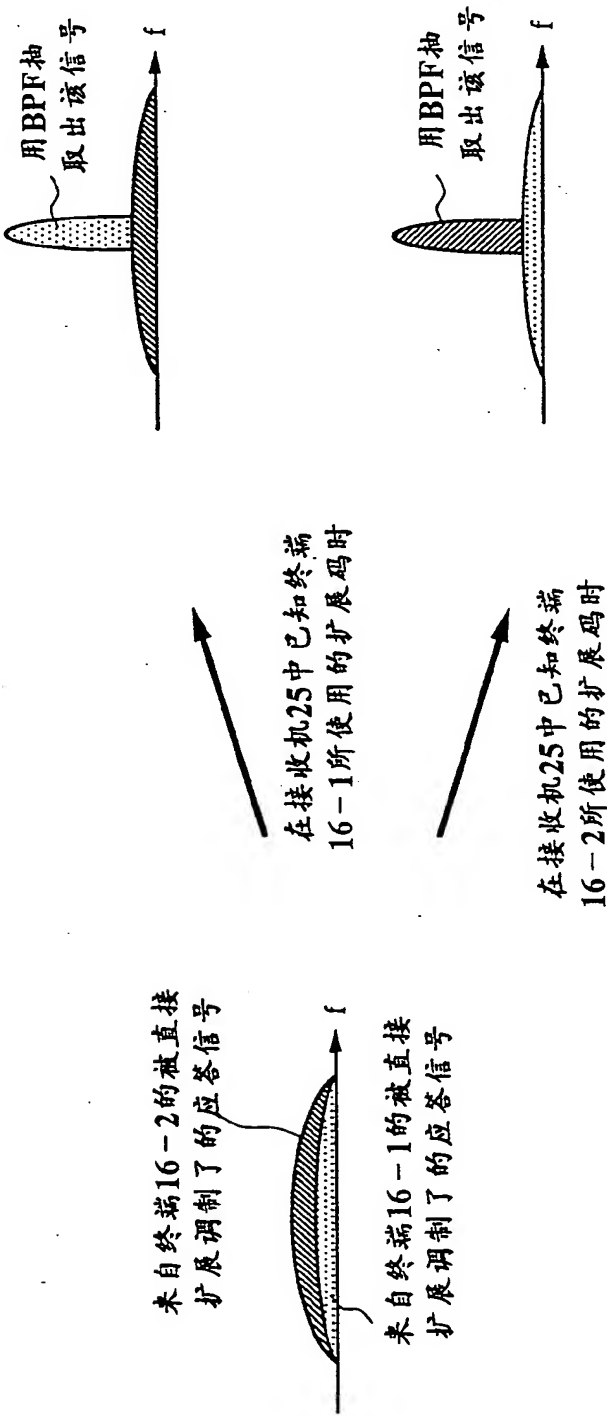 来自终端16-2的被直接
扩展调制了的应答信号
f
来自终端16-1的被直接
扩展调制了的应答信号
在接收机25中已知终端
16-1所使用的扩展码时
在接收机25中已知终端
16-2所使用的扩展码时
用BPF抽
取出该信号
f
用BPF抽
取出该信号
f